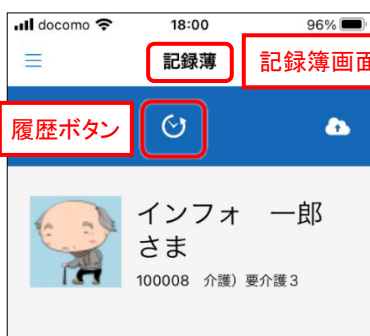 docomo 18:00 96%
記録簿
記録簿画面
履歴ボタン
インフォ 一郎
さま
100008 介護）要介護3